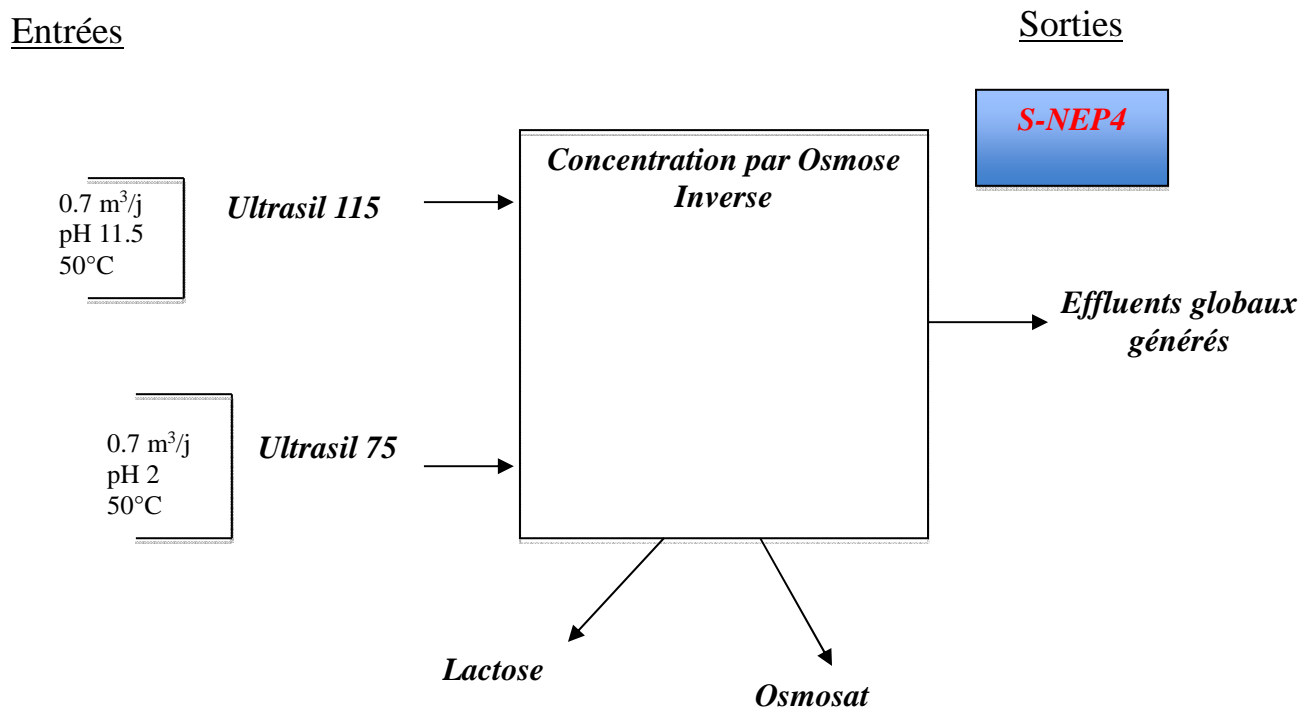 Entrées
Sorties
S-NEP4
Concentration par Osmose
Inverse
0.7 m³/j
pH 11.5
50°C
Ultrasil 115
Effluents globaux
générés
0.7 m³/j
pH 2
50°C
Ultrasil 75
Lactose
Osmosat